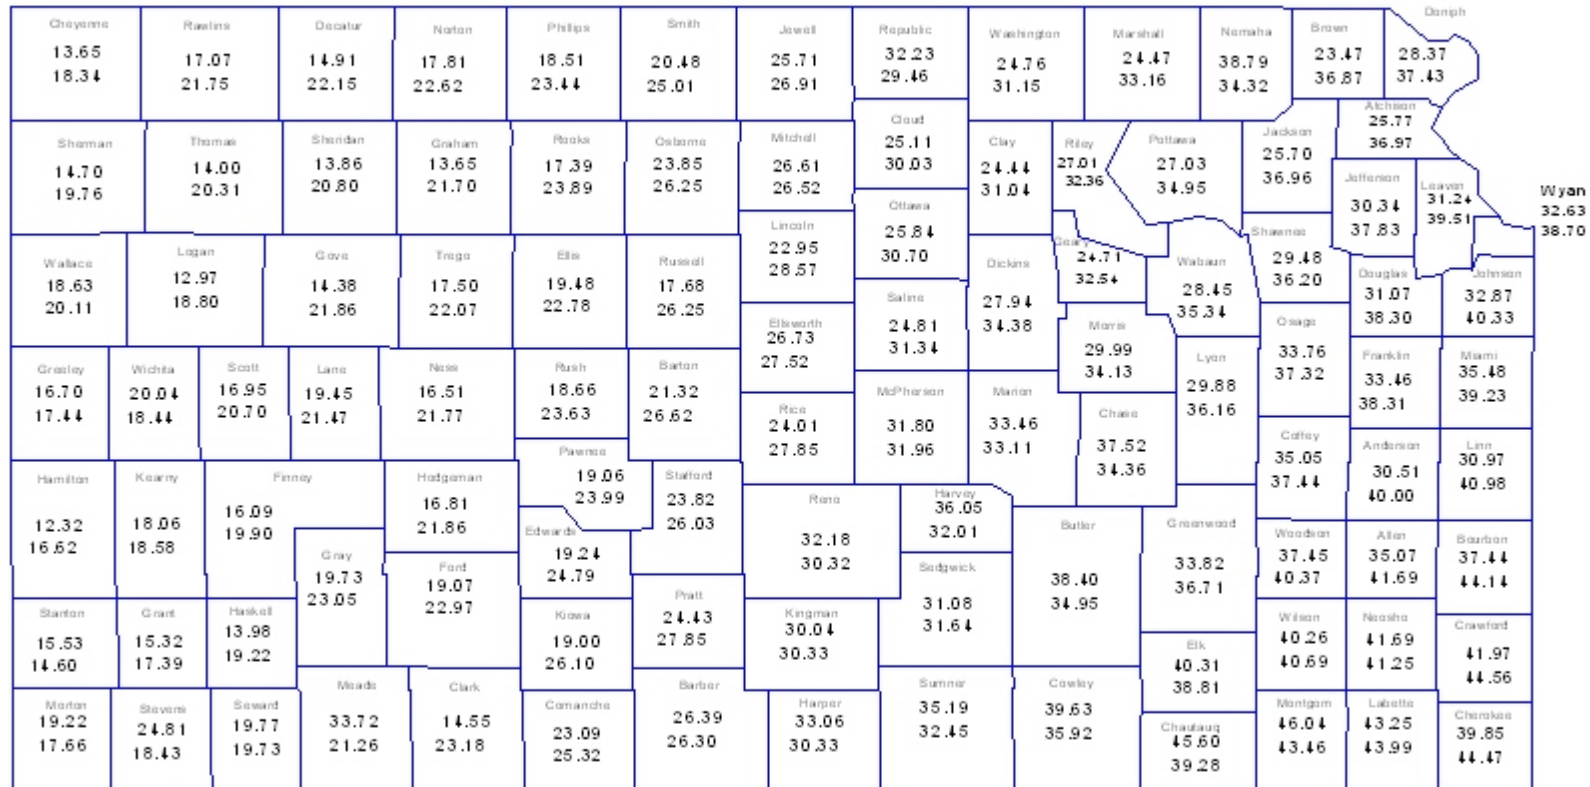 Cheyenne
13.65
18.34
Rawlins
17.07
21.75
Decatur
14.91
22.15
Norton
17.81
22.62
Philips
18.51
23.44
Smith
20.48
25.01
Jewell
25.71
26.91
Republic
32.23
29.46
Washington
24.76
31.15
Marshall
24.47
33.16
Nemaha
38.79
34.32
Brown
23.47
36.87
Doniph
28.37
37.43
Atchison
25.77
36.97
Sherman
14.70
19.76
Thomas
14.00
20.31
Sheridan
13.86
20.80
Graham
13.65
21.70
Rooks
17.39
23.89
Osborne
23.85
26.25
Mitchell
26.61
26.52
Cloud
25.11
30.03
Clay
24.44
31.04
Riley
27.01
32.36
Pottawa
27.03
34.95
Jackson
25.70
36.96
Jefferson
30.34
37.83
Leaven
31.24
39.51
Wyan
32.63
38.70
Wallace
18.63
20.11
Logan
12.97
18.80
Gove
14.38
21.86
Trego
17.50
22.07
Ellis
19.48
22.78
Russell
17.68
26.25
Lincoln
22.95
28.57
Ottawa
25.84
30.70
Dickins
27.94
34.38
Geary
24.71
32.54
Wabaun
28.45
35.34
Shawnee
29.48
36.20
Douglas
31.07
38.30
Johnson
32.87
40.33
Ellsworth
26.73
27.52
Saline
24.81
31.34
Morris
29.99
34.13
Osage
33.76
37.32
Greeley
16.70
17.44
Wichita
20.04
18.44
Scott
16.95
20.70
Lane
19.45
21.47
Ness
16.51
21.77
Rush
18.66
23.63
Barton
21.32
26.62
Rice
24.01
27.85
McPherson
31.80
31.96
Marion
33.46
33.11
Chase
37.52
34.36
Lyon
29.88
36.16
Franklin
33.46
38.31
Miami
35.48
39.23
Hamilton
12.32
16.62
Kearny
18.06
18.58
Finney
16.09
19.90
Hodgeman
16.81
21.86
Pawnee
19.06
23.99
Stafford
23.82
26.03
Reno
32.18
30.32
Harvey
36.05
32.01
Butler
38.40
34.95
Greenwood
33.82
36.71
Coffey
35.05
37.44
Anderson
30.51
40.00
Linn
30.97
40.98
Gray
19.73
23.05
Ford
19.07
22.97
Edwards
19.24
24.79
Sedgwick
31.08
31.64
Woodson
37.45
40.37
Allen
35.07
41.69
Bourbon
37.44
44.14
Stanton
15.53
14.60
Grant
15.32
17.39
Haskell
13.98
19.22
Kiowa
19.00
26.10
Pratt
24.43
27.85
Kingman
30.04
30.33
Elk
40.31
38.81
Wilson
40.26
40.69
Neosho
41.69
41.25
Crawford
41.97
44.56
Morton
19.22
17.66
Stevens
24.81
18.43
Seward
19.77
19.73
Meade
33.72
21.26
Clark
14.55
23.18
Comanche
23.09
25.32
Barber
26.39
26.30
Harper
33.06
30.33
Sumner
35.19
32.45
Cowley
39.63
35.92
Chautauq
45.60
39.28
Montgom
46.04
43.46
Labette
43.25
43.99
Cherokee
39.85
44.47